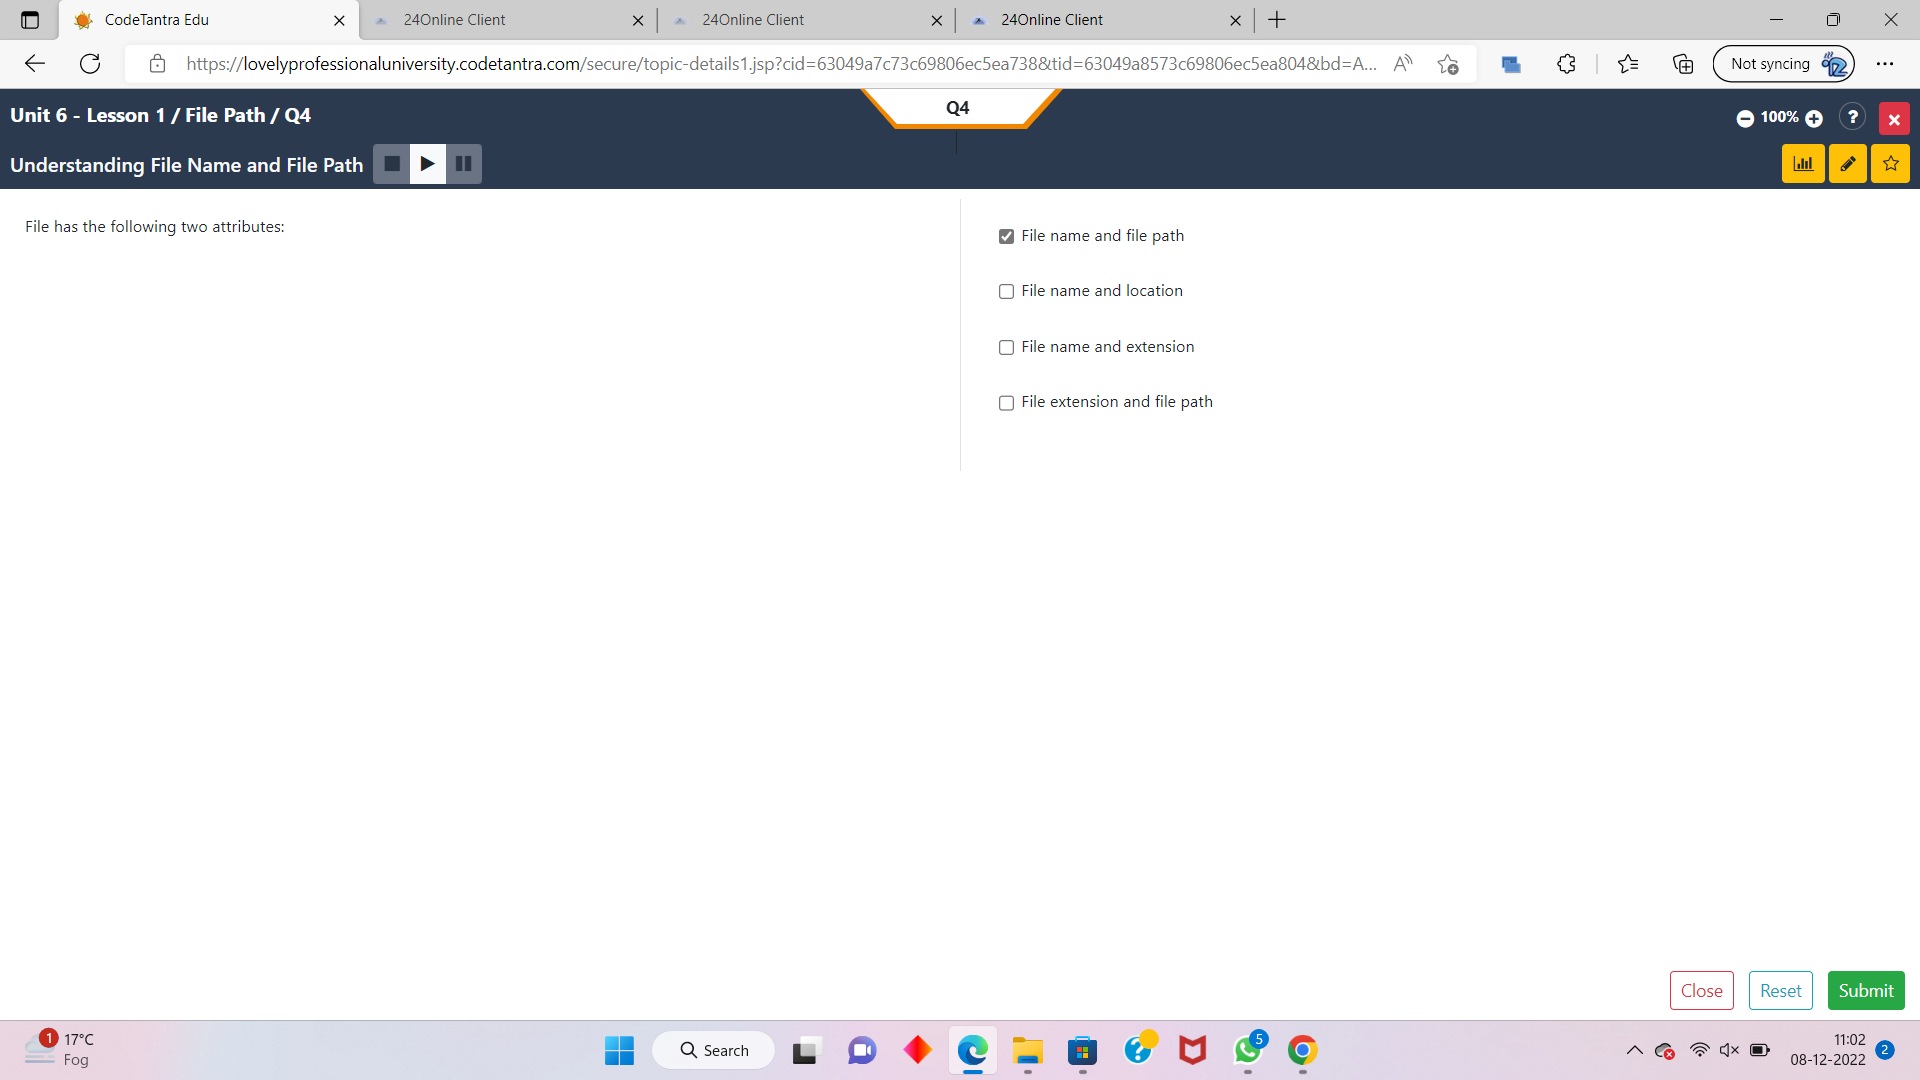 CodeTantra Edu
24Online Client
24Online Client
24Online Client
https://lovelyprofessionaluniversity.codetantra.com/secure/topic-details1.jsp?cid=63049a7c73c69806ec5ea738&tid=63049a8573c69806ec5ea804&bd=A...
Not syncing
Unit 6 - Lesson 1 / File Path / Q4
Q4
100%
?
Understanding File Name and File Path
File has the following two attributes:
File name and file path
File name and location
File name and extension
File extension and file path
Close
Reset
Submit
1
17°C
Fog
Search
5
11:02
08-12-2022
2